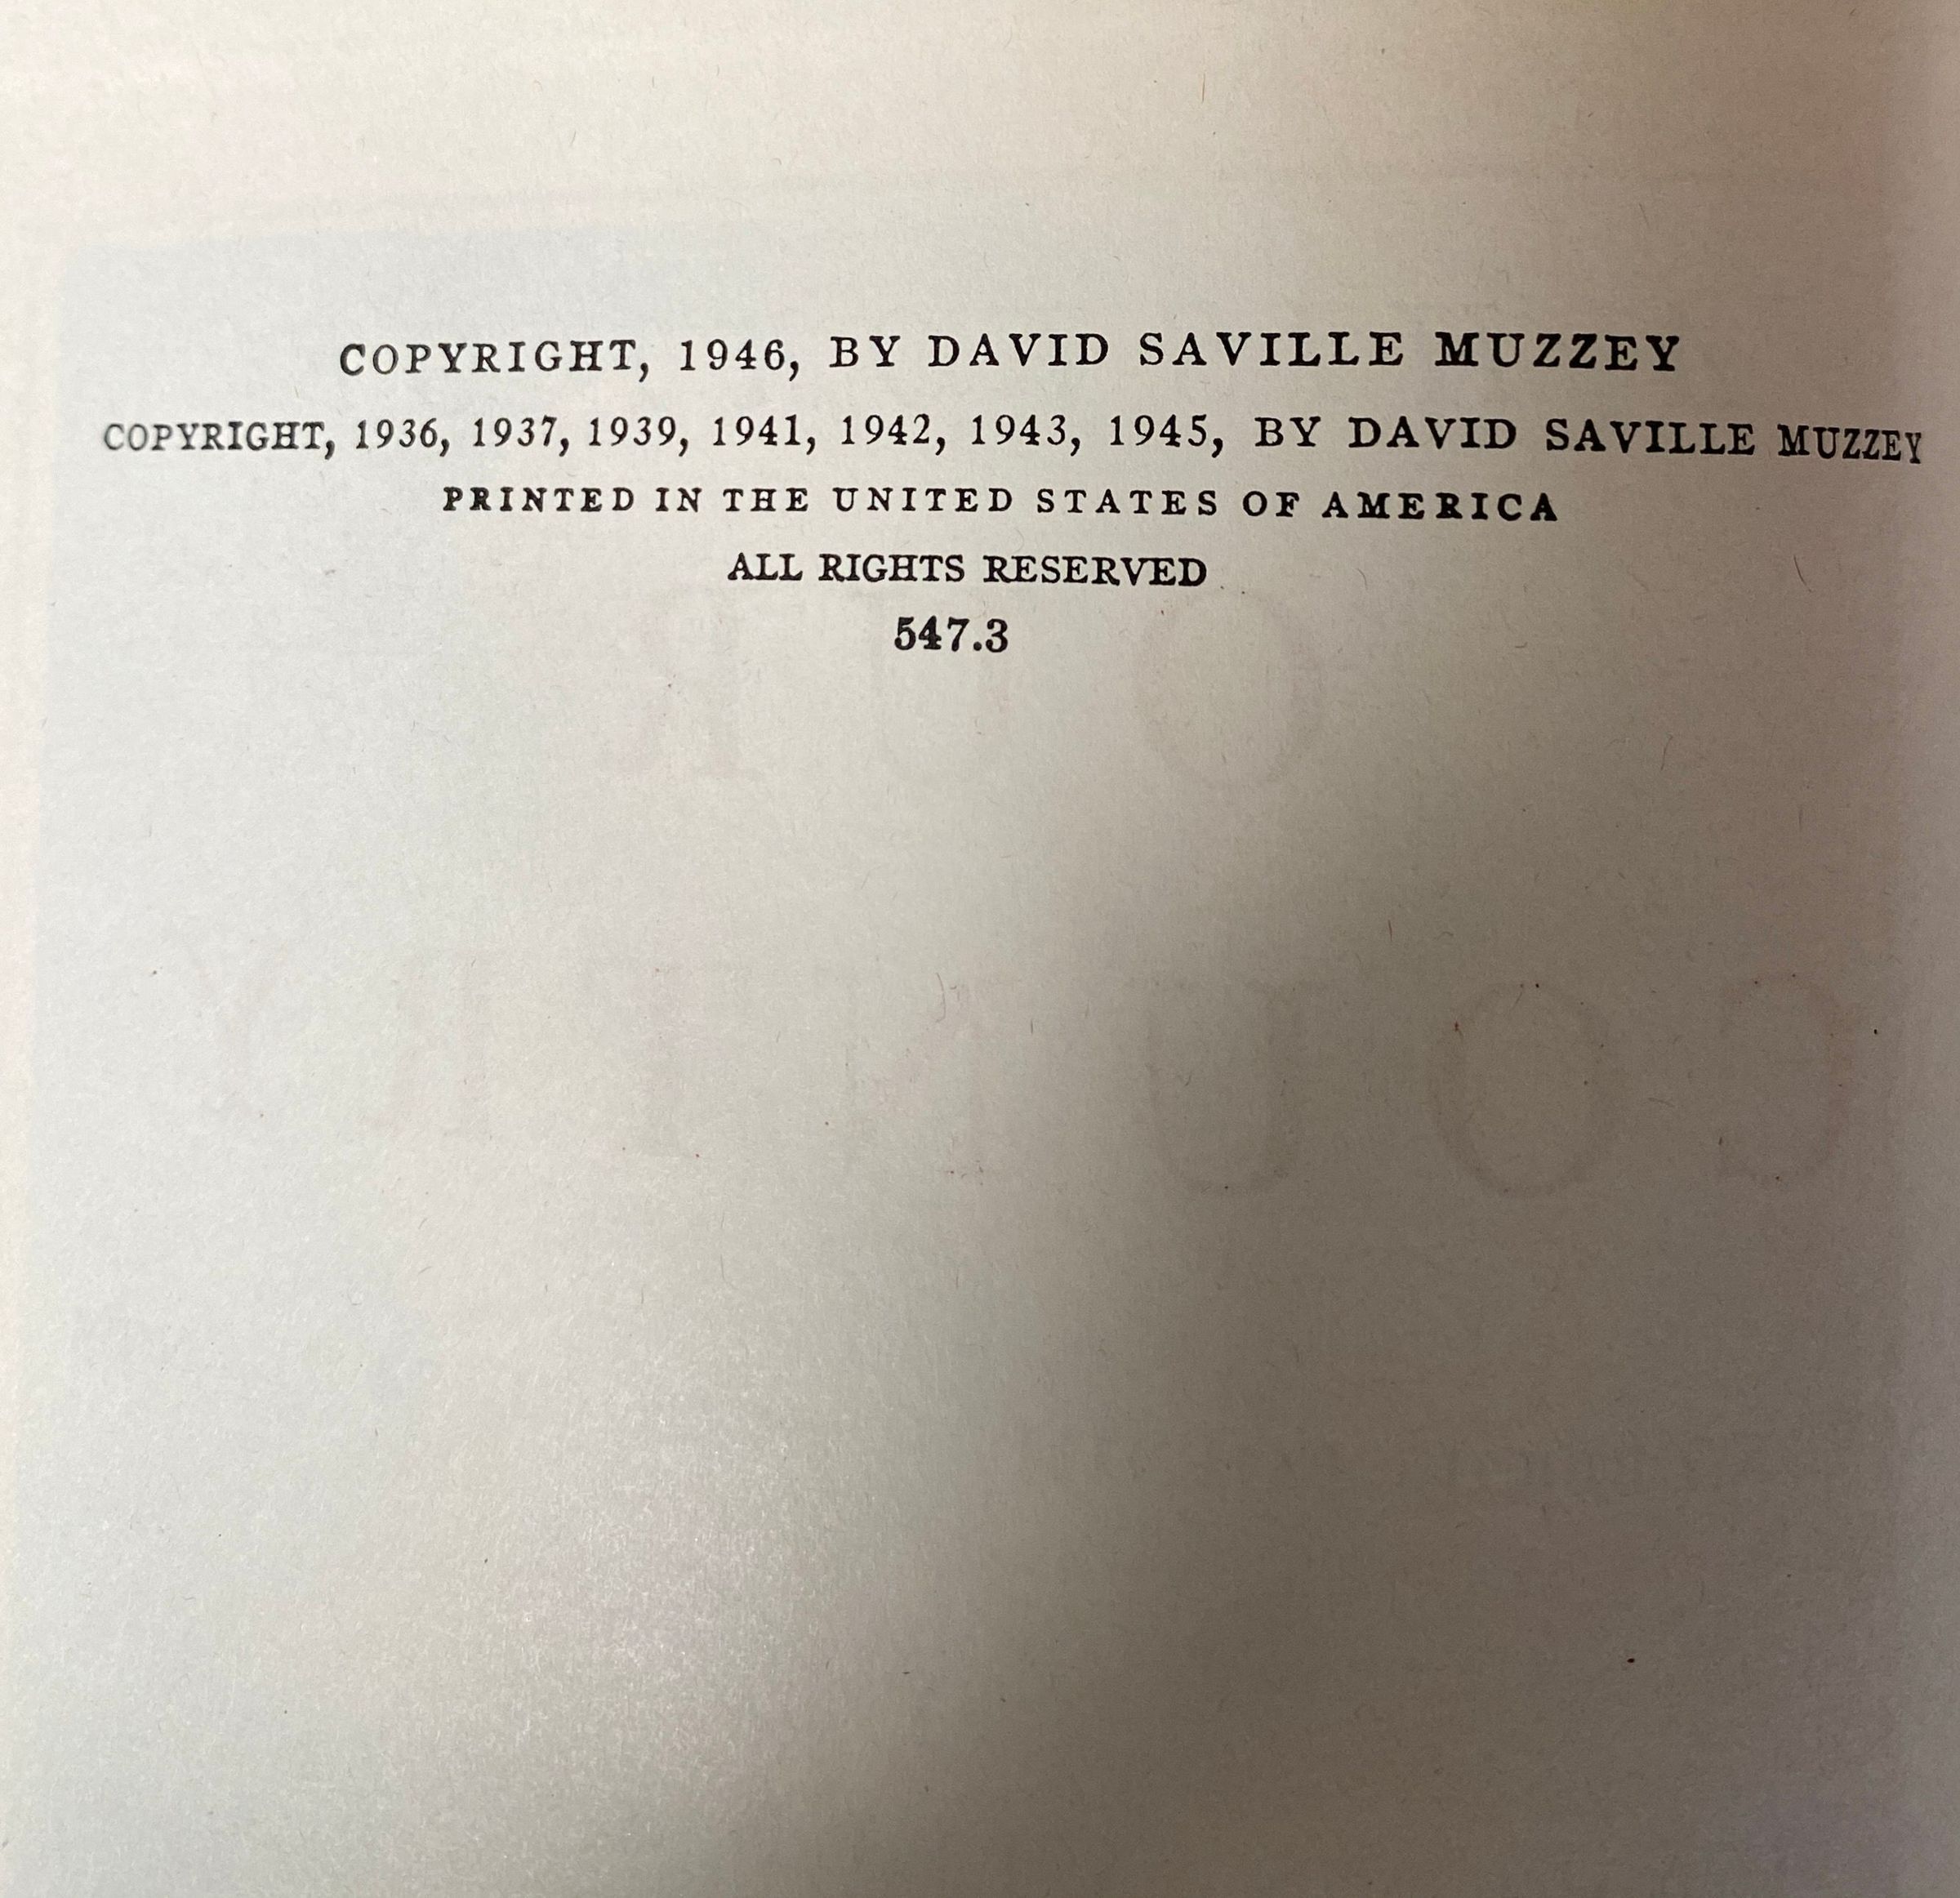 COPYRIGHT, 1946, BY DAVID SAVILLE MUZZEY
COPYRIGHT, 1936, 1937, 1939, 1941, 1942, 1943, 1945, BY DAVID SAVILLE MUZZEY
PRINTED IN THE UNITED STATES OF AMERICA
ALL RIGHTS RESERVED
547.3